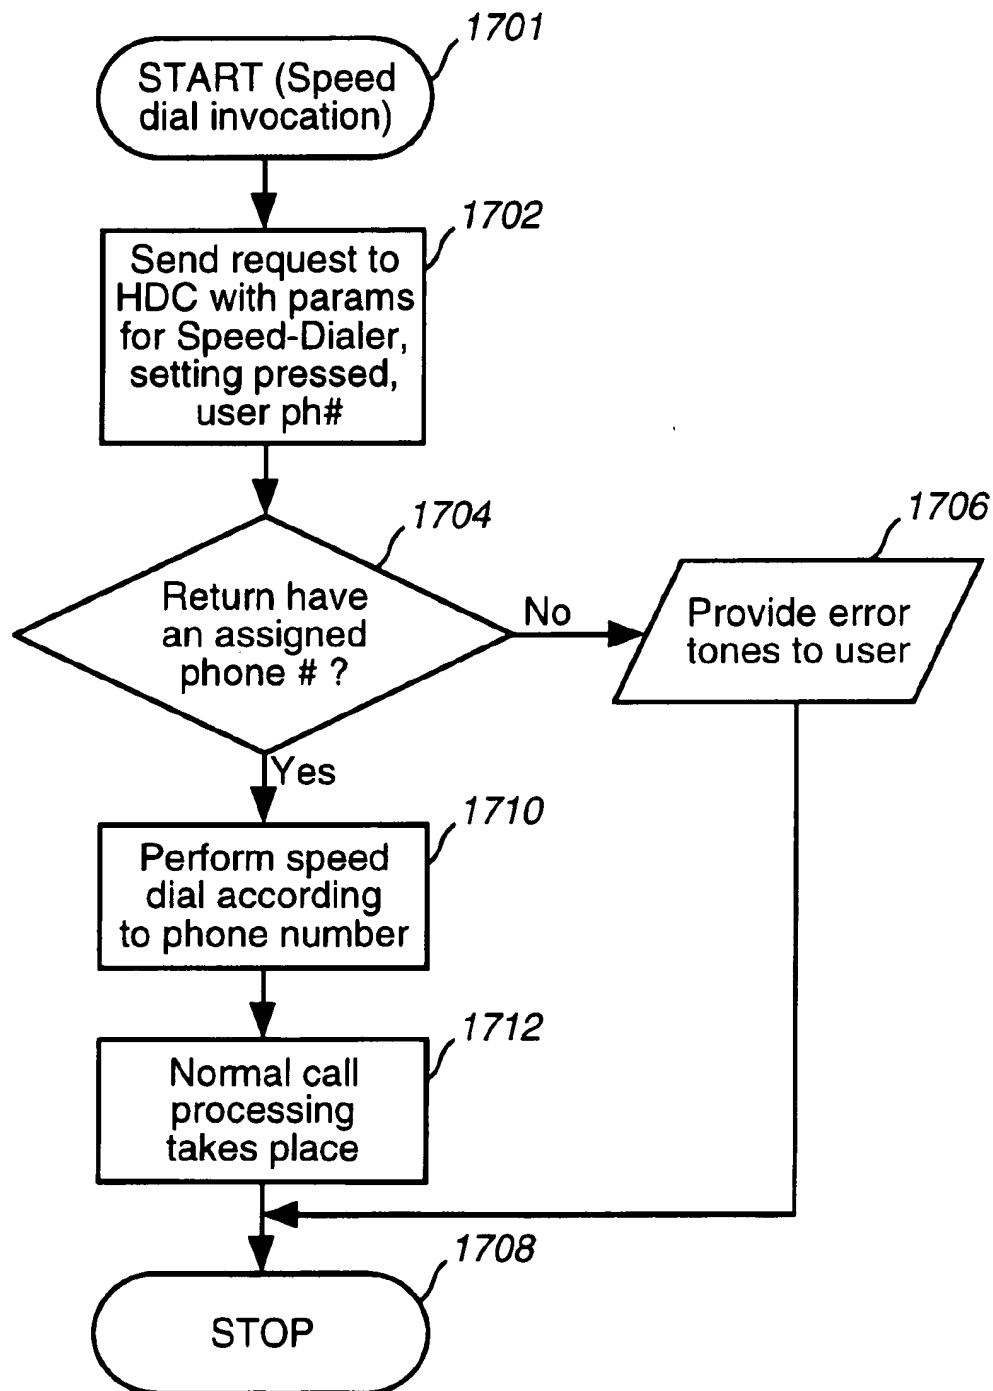 1701
START (Speed
dial invocation)
1702
Send request to
HDC with params
for Speed-Dialer,
setting pressed,
user ph#
1704
Return have
an assigned
phone # ?
No
1706
Provide error
tones to user
Yes
1710
Perform speed
dial according
to phone number
1712
Normal call
processing
takes place
1708
STOP